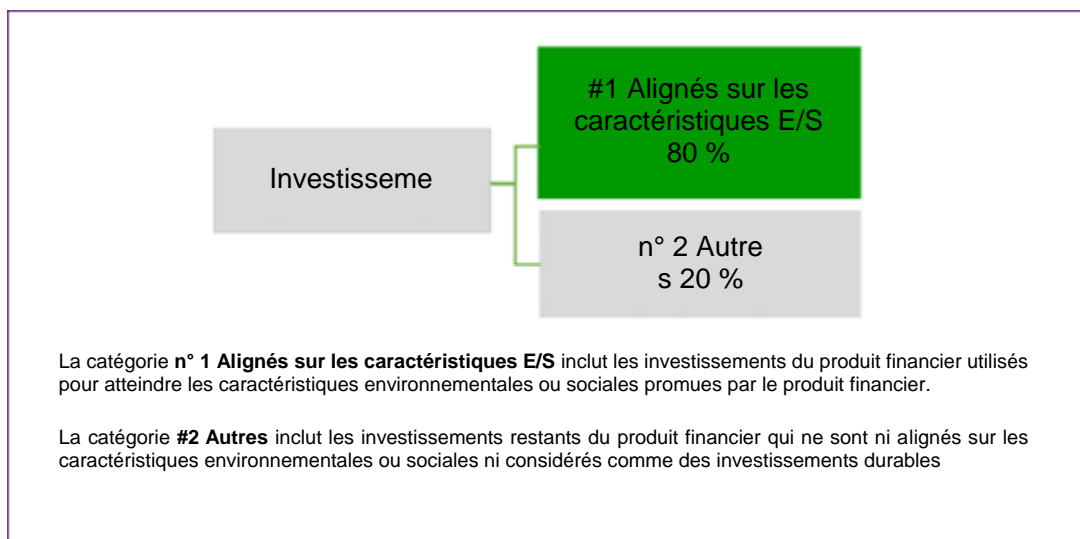 #1 Alignés sur les
caractéristiques E/S
80 %
Investisseme
n° 2 Autre
s 20 %
La catégorie n° 1 Alignés sur les caractéristiques E/S inclut les investissements du produit financier utilisés
pour atteindre les caractéristiques environnementales ou sociales promues par le produit financier.
La catégorie #2 Autres inclut les investissements restants du produit financier qui ne sont ni alignés sur les
caractéristiques environnementales ou sociales ni considérés comme des investissements durables